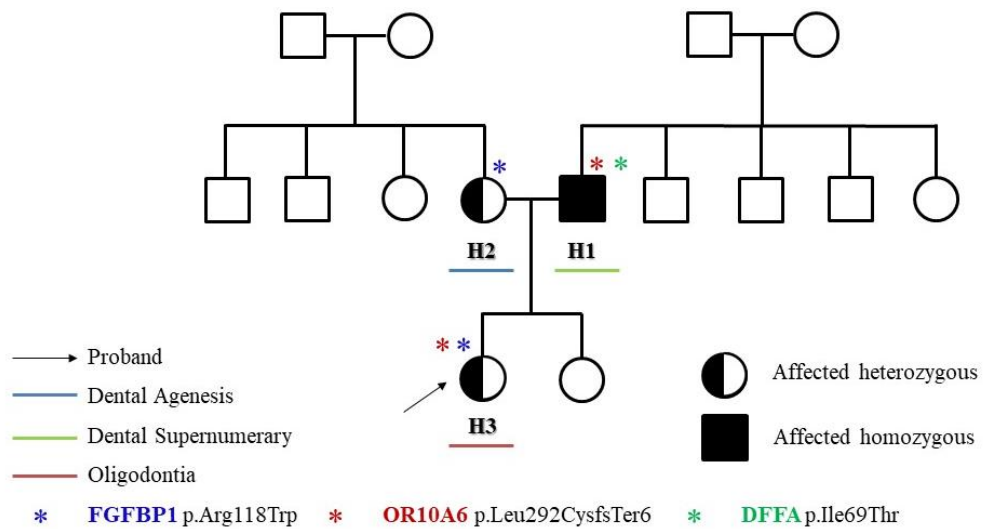 * * *
H2 H1
* *
Proband
Dental Agenesis
H3
Dental Supernumerary
Oligodontia
Affected heterozygous
Affected homozygous
* FGFBP1 p.Arg118Trp * OR10A6 p.Leu292CysfsTer6 * DFFA p.Ile69Thr